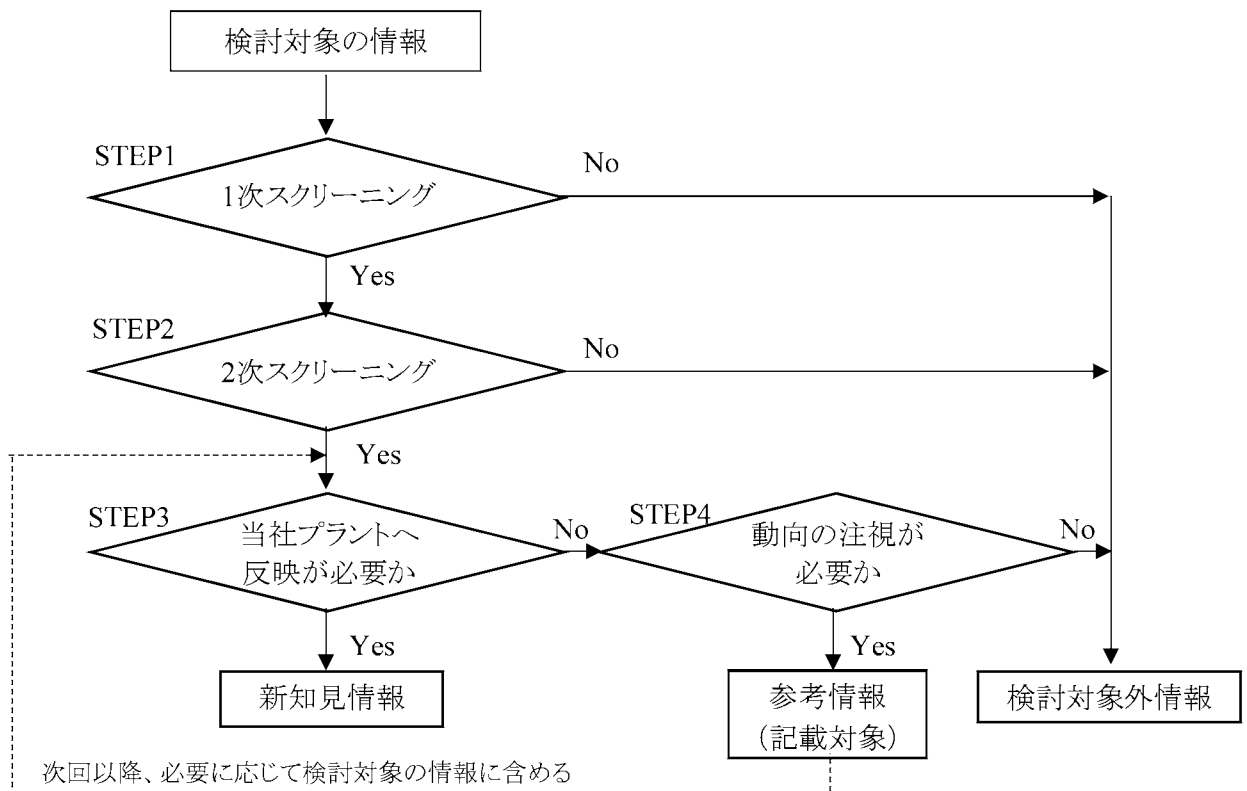 検討対象の情報
STEP1
No
1次スクリーニング
Yes
STEP2
No
2次スクリーニング
Yes
STEP3
当社プラントへ
反映が必要か
No
STEP4
動向の注視が
必要か
No
Yes
Yes
新知見情報
参考情報
(記載対象)
検討対象外情報
次回以降、必要に応じて検討対象の情報に含める